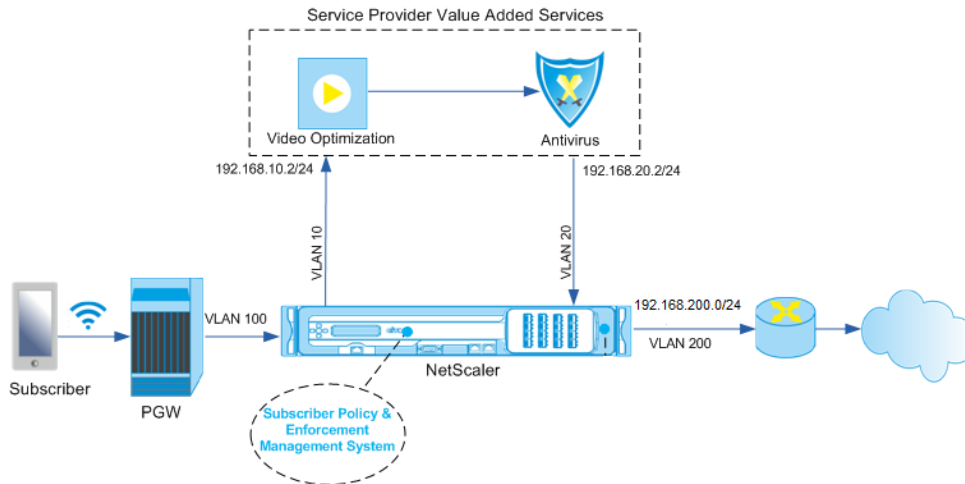 Service Provider Value Added Services
Video Optimization
Antivirus
192.168.10.2/24
192.168.20.2/24
VLAN 10
VLAN 20
VLAN 100
192.168.200.0/24
VLAN 200
NetScaler
Subscriber
PGW
Subscriber Policy &
Enforcement
Management System